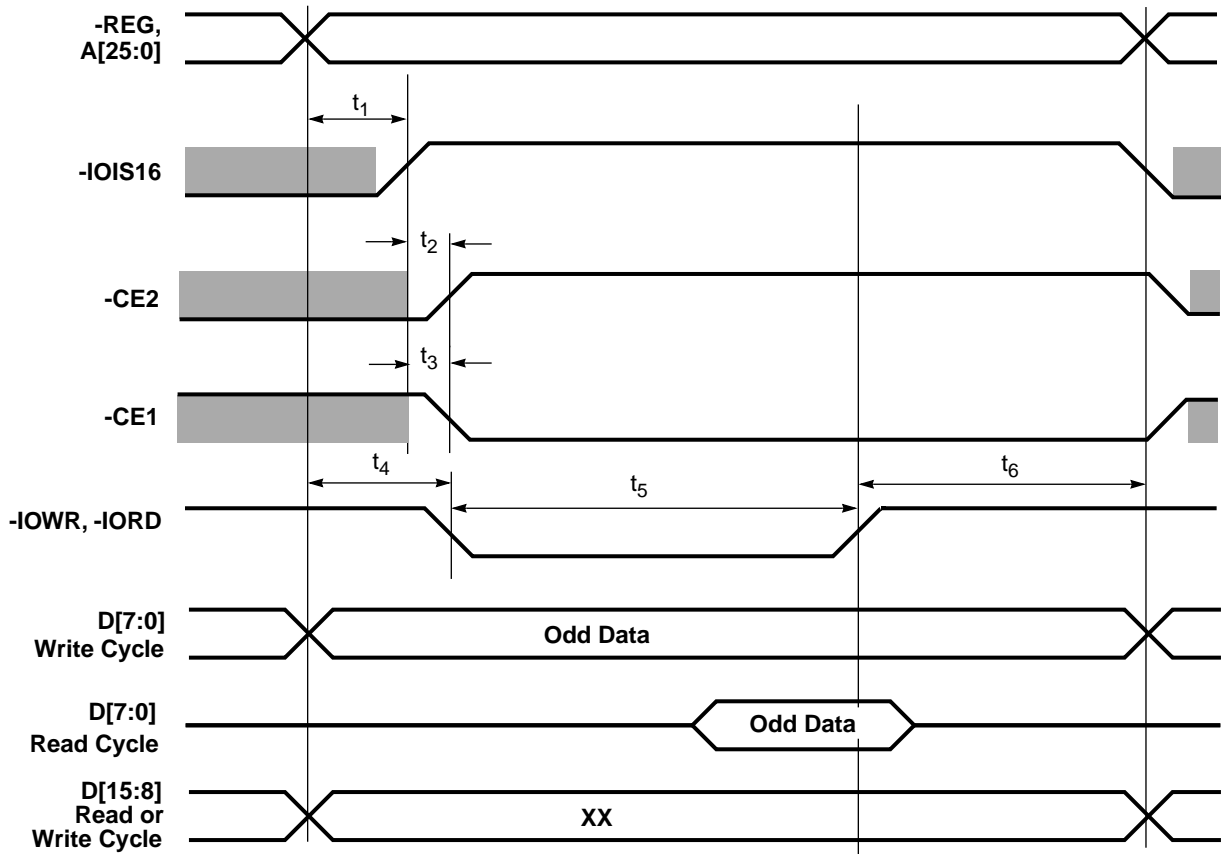 -REG,
A[25:0]
t1
-IOIS16
t2
-CE2
t3
-CE1
t4
t5
t6
-IOWR, -IORD
D[7:0]
Write Cycle
Odd Data
D[7:0]
Read Cycle
Odd Data
D[15:8]
Read or
Write Cycle
XX